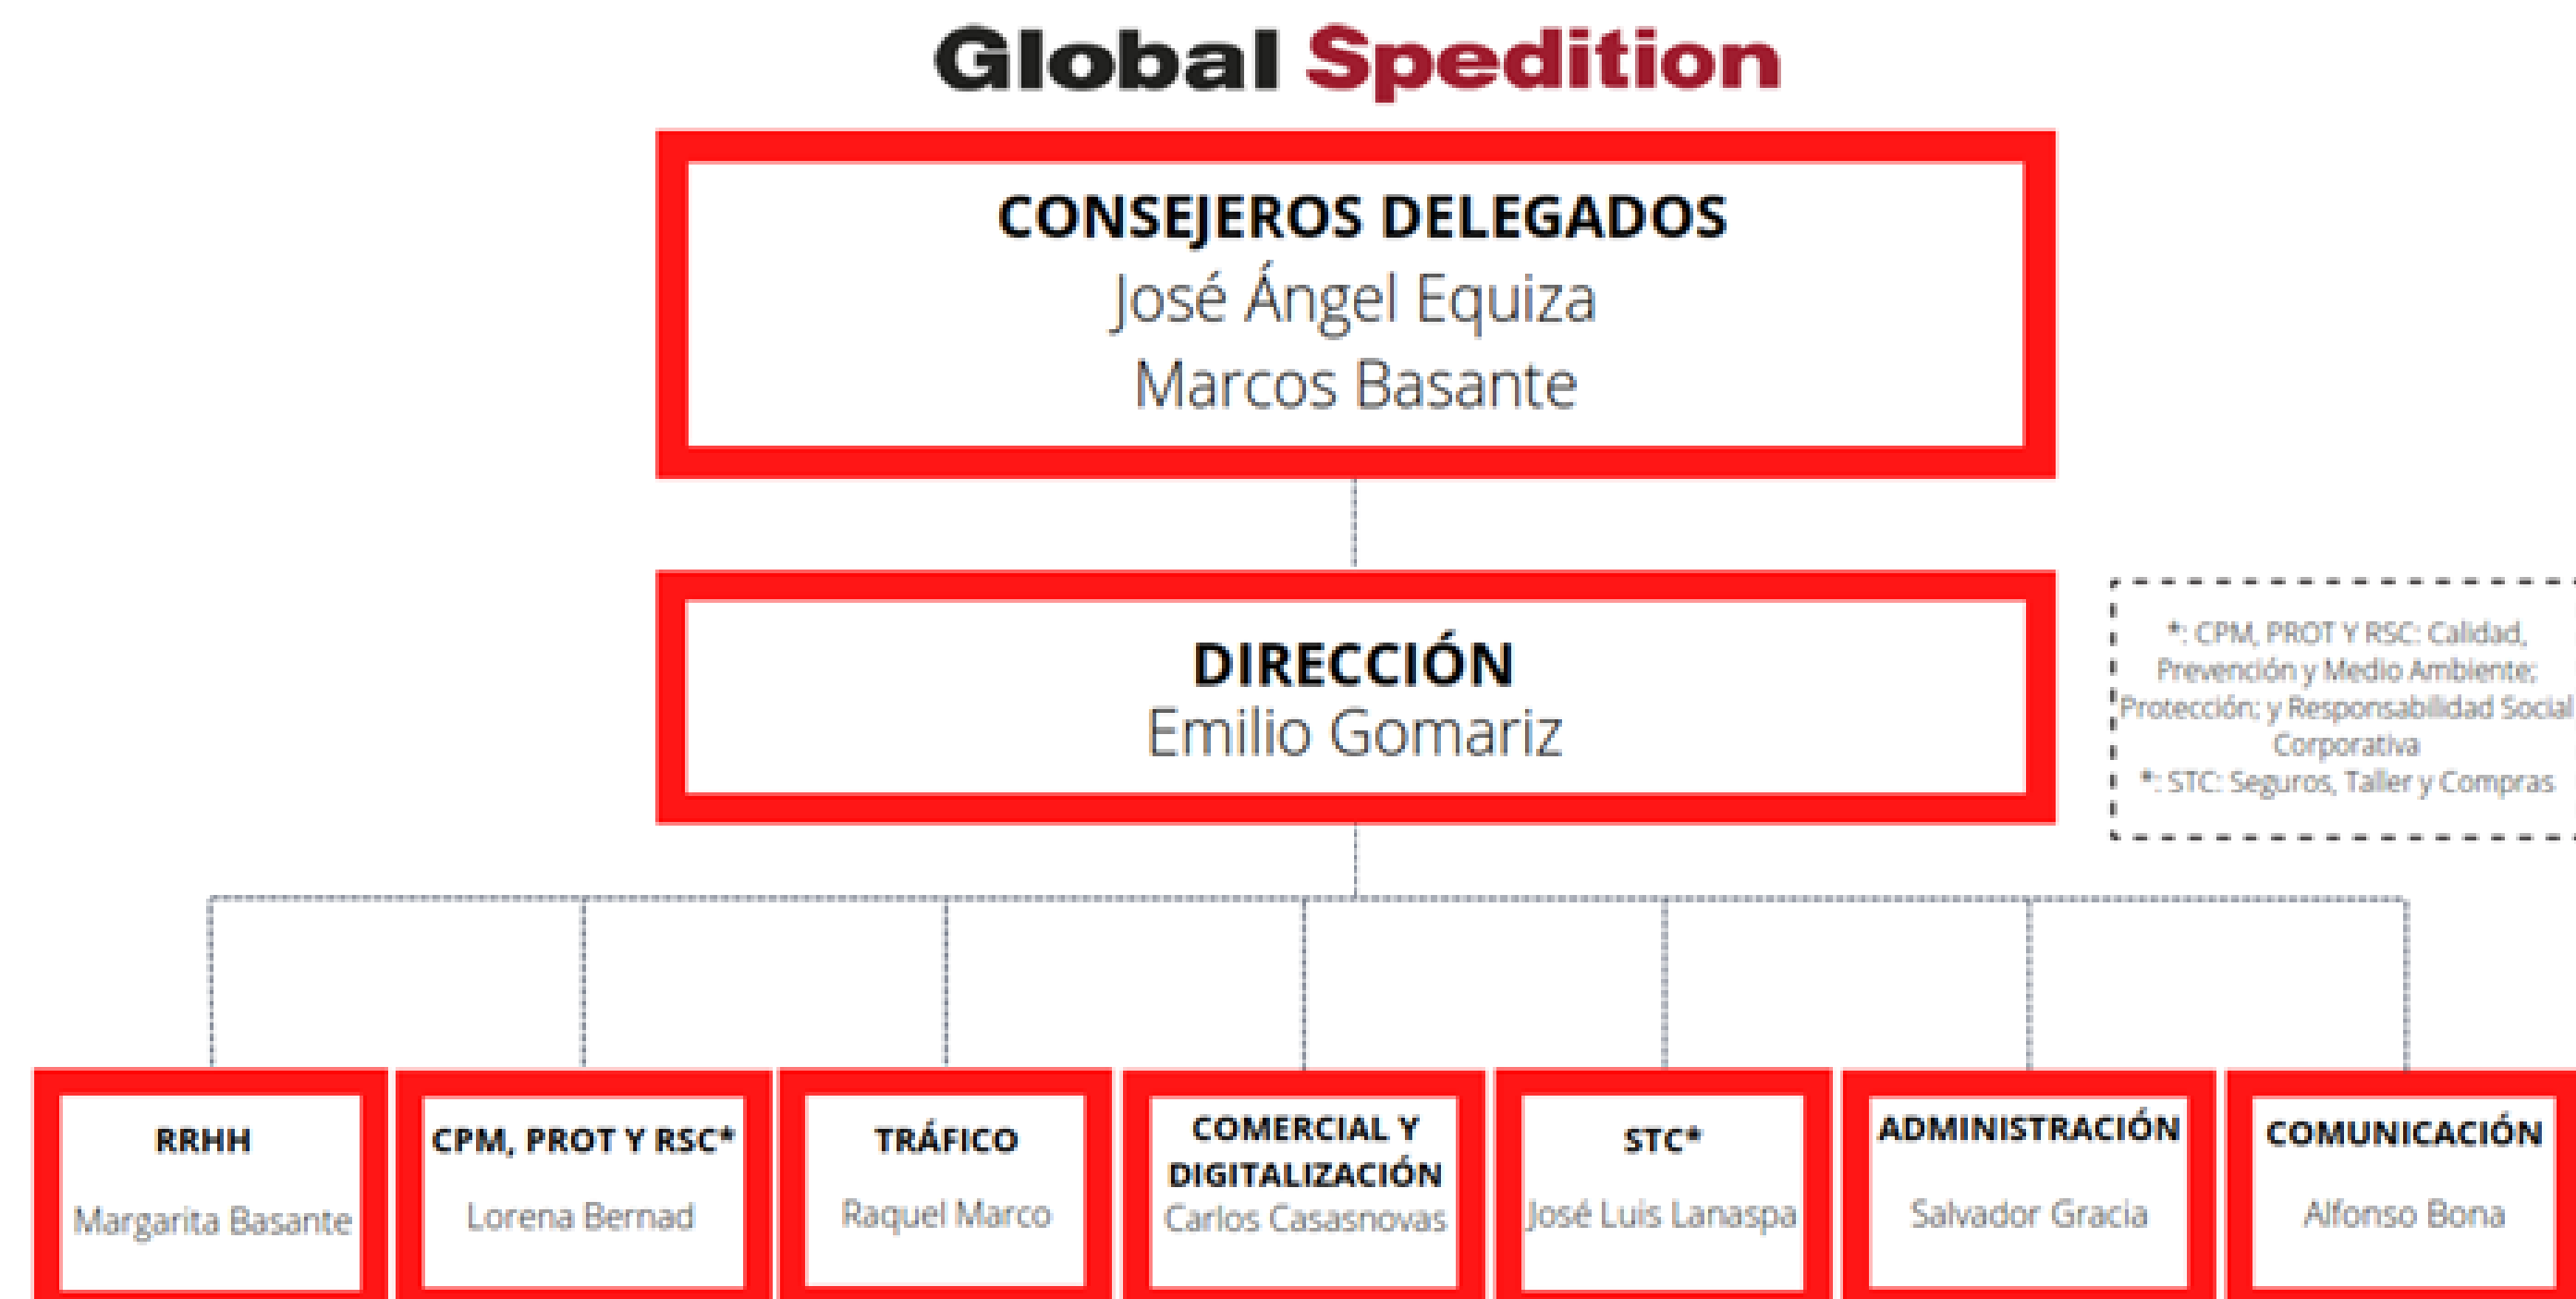 Global Spedition
CONSEJEROS DELEGADOS
José Ángel Equiza
Marcos Basante
DIRECCIÓN
Emilio Gomariz
*: CPM, PROT Y RSC: Calidad,
Prevención y Medio Ambiente;
Protección; y Responsabilidad Social
Corporativa
*: STC: Seguros, Taller y Compras
RRHH
Margarita Basante
CPM, PROT Y RSC*
Lorena Bernad
TRÁFICO
Raquel Marco
COMERCIAL Y
DIGITALIZACIÓN
Carlos Casasnovas
STC*
José Luis Lanaspa
ADMINISTRACIÓN
Salvador Gracia
COMUNICACIÓN
Alfonso Bona